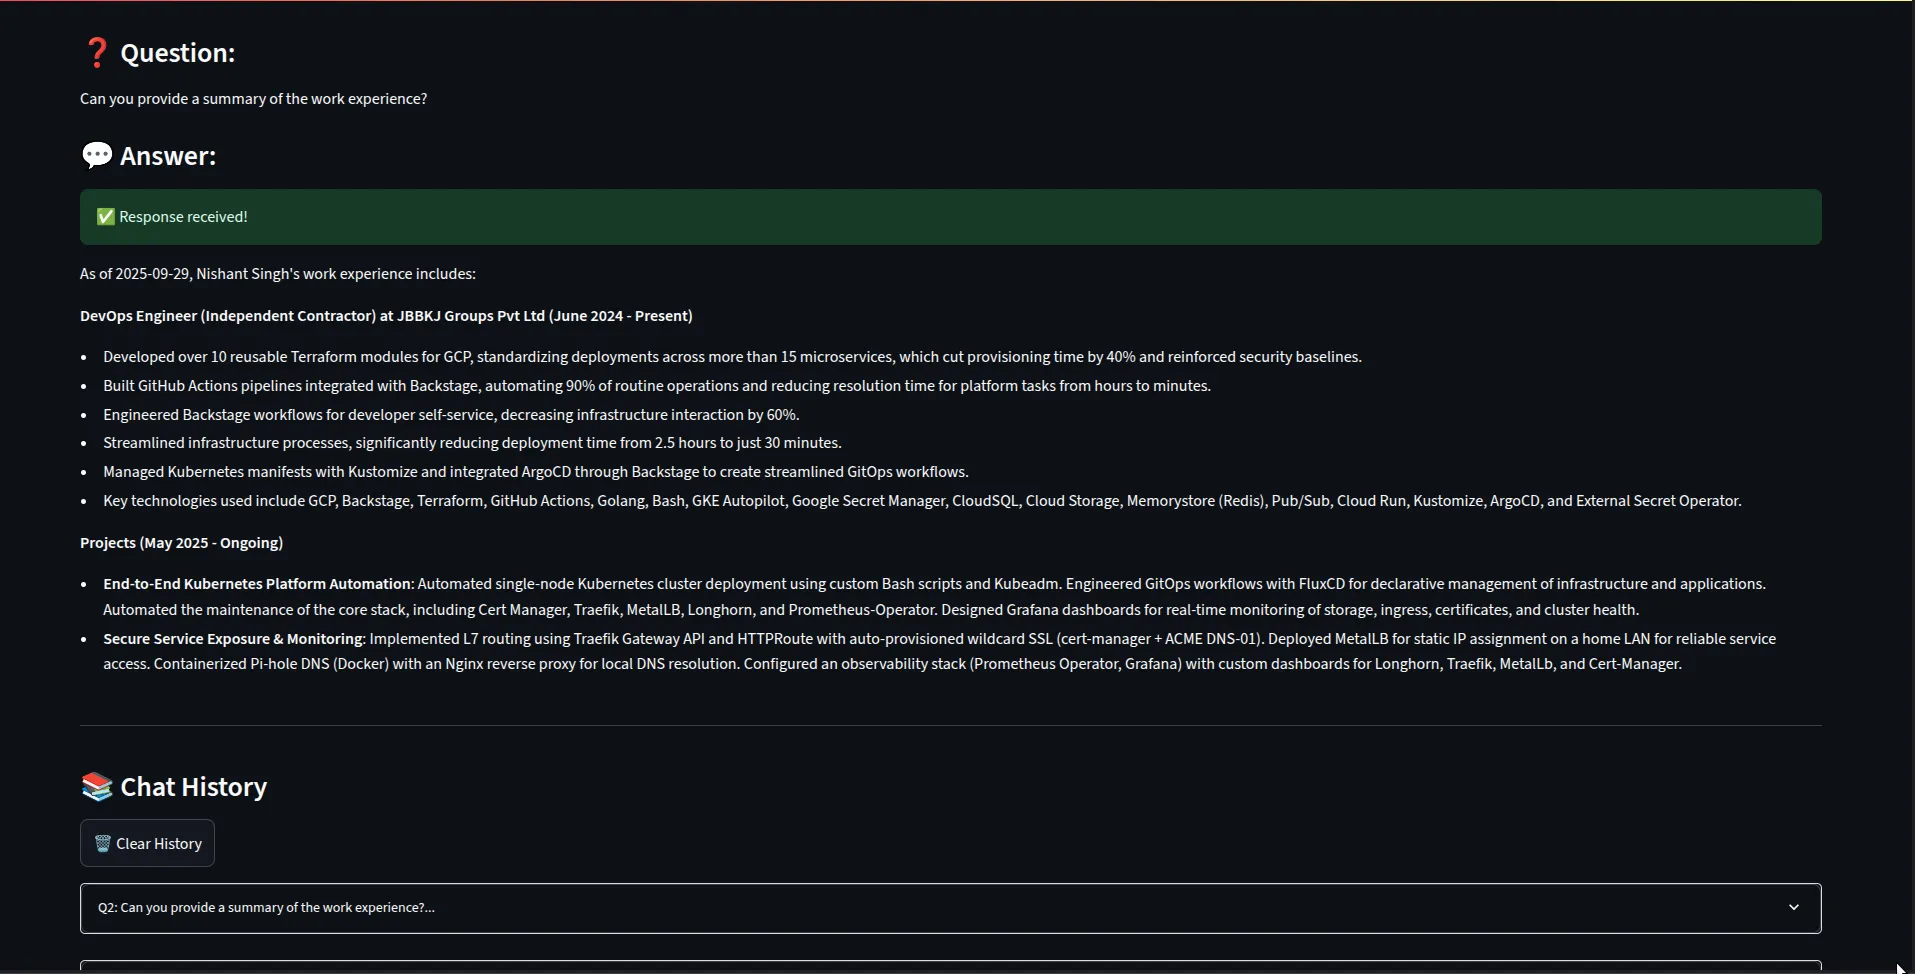 ❓ Question:
Can you provide a summary of the work experience?
💬 Answer:
✅ Response received!
As of 2025-09-29, Nishant Singh's work experience includes:
DevOps Engineer (Independent Contractor) at JBBKJ Groups Pvt Ltd (June 2024 - Present)
• Developed over 10 reusable Terraform modules for GCP, standardizing deployments across more than 15 microservices, which cut provisioning time by 40% and reinforced security baselines.
• Built GitHub Actions pipelines integrated with Backstage, automating 90% of routine operations and reducing resolution time for platform tasks from hours to minutes.
• Engineered Backstage workflows for developer self-service, decreasing infrastructure interaction by 60%.
• Streamlined infrastructure processes, significantly reducing deployment time from 2.5 hours to just 30 minutes.
• Managed Kubernetes manifests with Kustomize and integrated ArgoCD through Backstage to create streamlined GitOps workflows.
• Key technologies used include GCP, Backstage, Terraform, GitHub Actions, Golang, Bash, GKE Autopilot, Google Secret Manager, CloudSQL, Cloud Storage, Memorystore (Redis), Pub/Sub, Cloud Run, Kustomize, ArgoCD, and External Secret Operator.
Projects (May 2025 - Ongoing)
• End-to-End Kubernetes Platform Automation: Automated single-node Kubernetes cluster deployment using custom Bash scripts and Kubeadm. Engineered GitOps workflows with FluxCD for declarative management of infrastructure and applications.
Automated the maintenance of the core stack, including Cert Manager, Traefik, MetalLB, Longhorn, and Prometheus-Operator. Designed Grafana dashboards for real-time monitoring of storage, ingress, certificates, and cluster health.
• Secure Service Exposure & Monitoring: Implemented L7 routing using Traefik Gateway API and HTTPRoute with auto-provisioned wildcard SSL (cert-manager + ACME DNS-01). Deployed MetalLB for static IP assignment on a home LAN for reliable service
access. Containerized Pi-hole DNS (Docker) with an Nginx reverse proxy for local DNS resolution. Configured an observability stack (Prometheus Operator, Grafana) with custom dashboards for Longhorn, Traefik, MetalLb, and Cert-Manager.
📚 Chat History
🗑️ Clear History
Q2: Can you provide a summary of the work experience?...